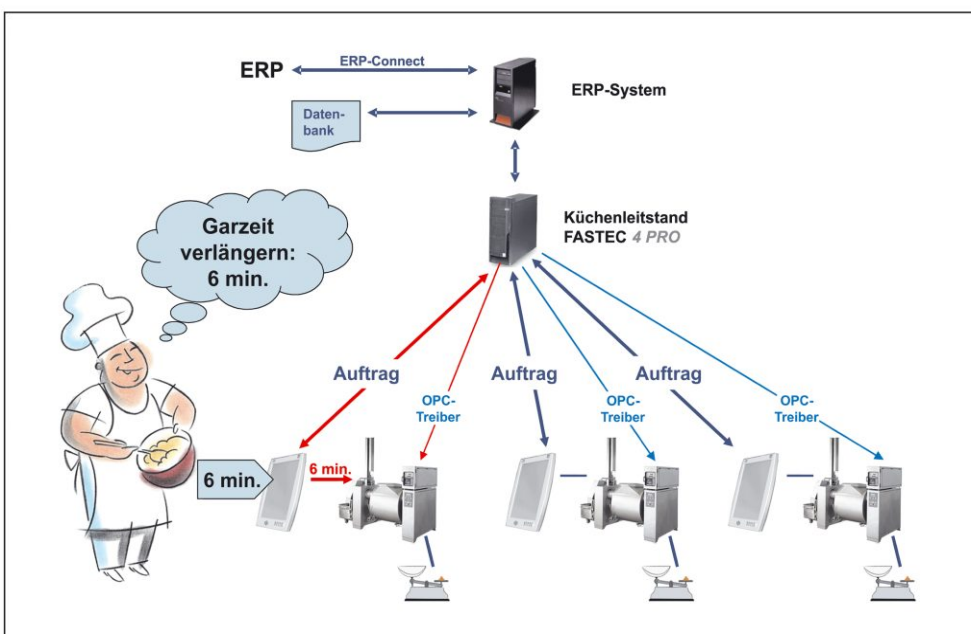 ERP
ERP-Connect
ERP-System
Daten-
bank
Küchenleitstand
FASTEC 4 PRO
Garzeit
verlängern:
6 min.
Auftrag
Auftrag
Auftrag
OPC-
Treiber
OPC-
Treiber
OPC-
Treiber
6 min.
6 min.